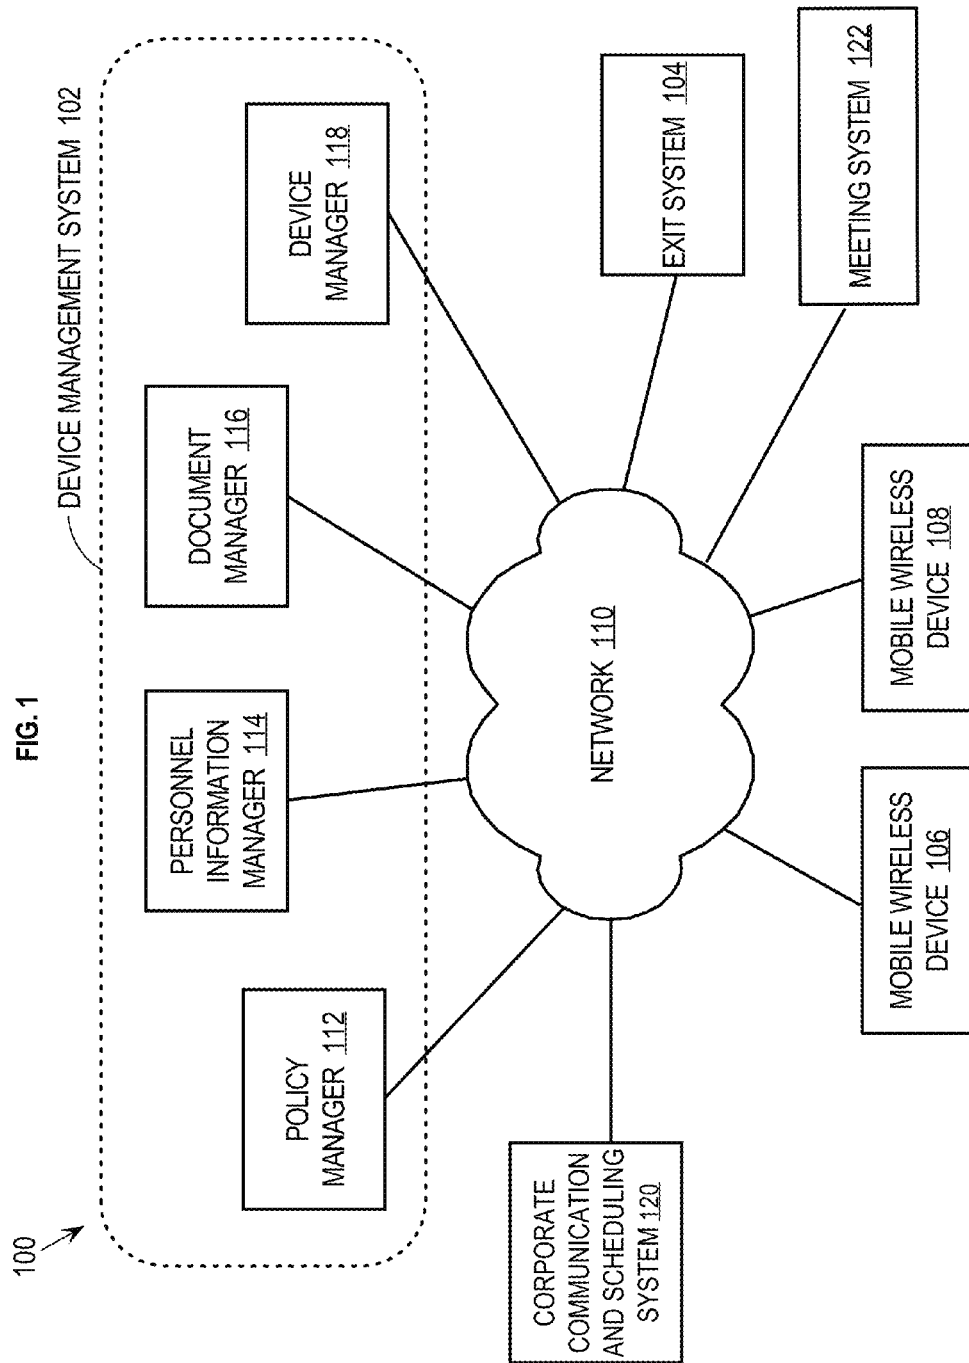 FIG. 1
100
DEVICE MANAGEMENT SYSTEM 102
POLICY
MANAGER 112
PERSONNEL
INFORMATION
MANAGER 114
DOCUMENT
MANAGER 116
DEVICE
MANAGER 118
CORPORATE
COMMUNICATION
AND SCHEDULING
SYSTEM 120
NETWORK 110
EXIT SYSTEM 104
MEETING SYSTEM 122
MOBILE WIRELESS
DEVICE 106
MOBILE WIRELESS
DEVICE 108